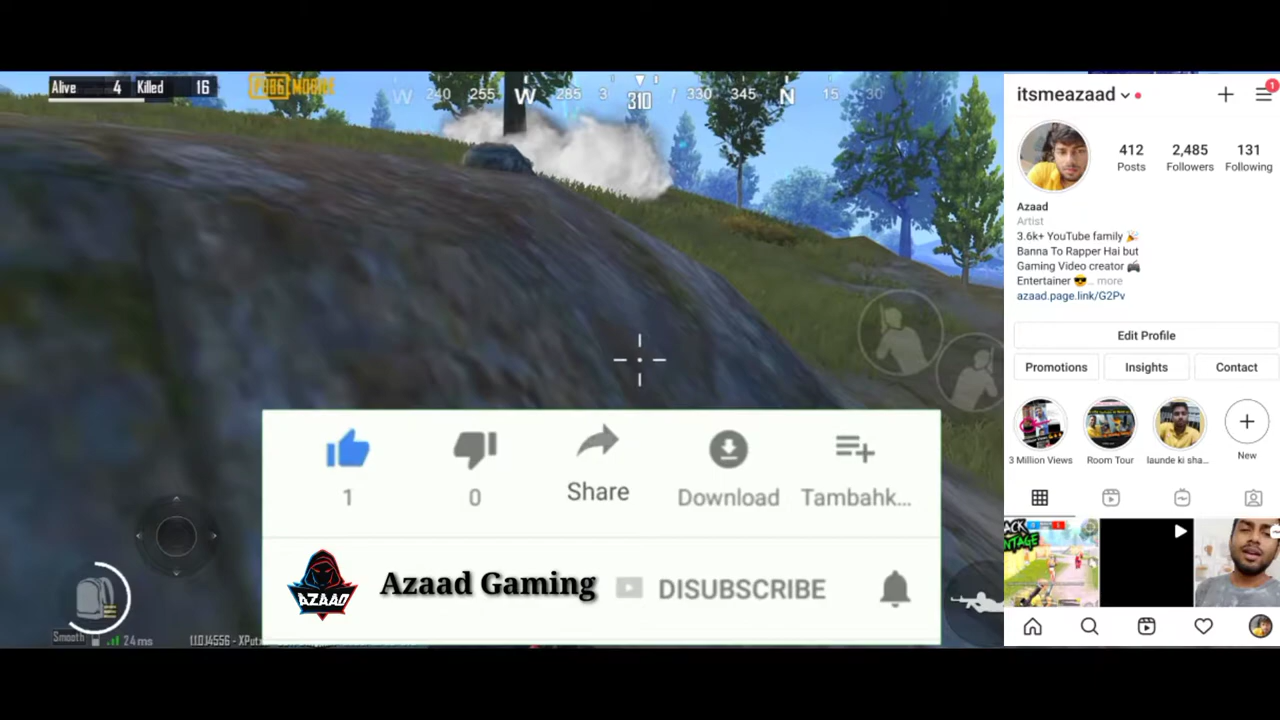 Alive 4 Killed 16
PUBG MOBILE
W 240 255 W 285 3 310 / 330 345 N 15 30
1 0 Share Download Tambahk...
AZAAD Azaad Gaming DISUBSCRIBE
Smooth 24 ms
itsmeazaad 1
412 2,485 131
Posts Followers Following
Azaad
Artist
3.6k+ YouTube family 🎉
Banna To Rapper Hai but
Gaming Video creator 🎮
Entertainer 😎... more
azaad.page.link/G2Pv
Edit Profile
Promotions Insights Contact
3 Million Views Room Tour launde ki sha... New